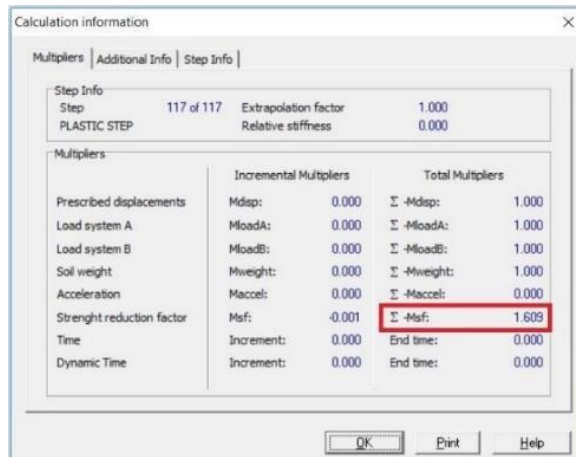 Calculation information
Multipliers Additional Info Step Info
Step Info
Step 117 of 117 Extrapolation factor 1.000
PLASTIC STEP Relative stiffness 0.000
Multipliers
Incremental Multipliers Total Multipliers
Prescribed displacements Mdisp: 0.000 Σ -Mdisp: 1.000
Load system A MloadA: 0.000 Σ -MloadA: 1.000
Load system B MloadB: 0.000 Σ -MloadB: 1.000
Soil weight Mweight: 0.000 Σ -Mweight: 1.000
Acceleration Maccel: 0.000 Σ -Maccel: 0.000
Strenght reduction factor Msf: -0.001 Σ -Msf: 1.609
Time Increment: 0.000 End time: 0.000
Dynamic Time Increment: 0.000 End time: 0.000
OK Print Help